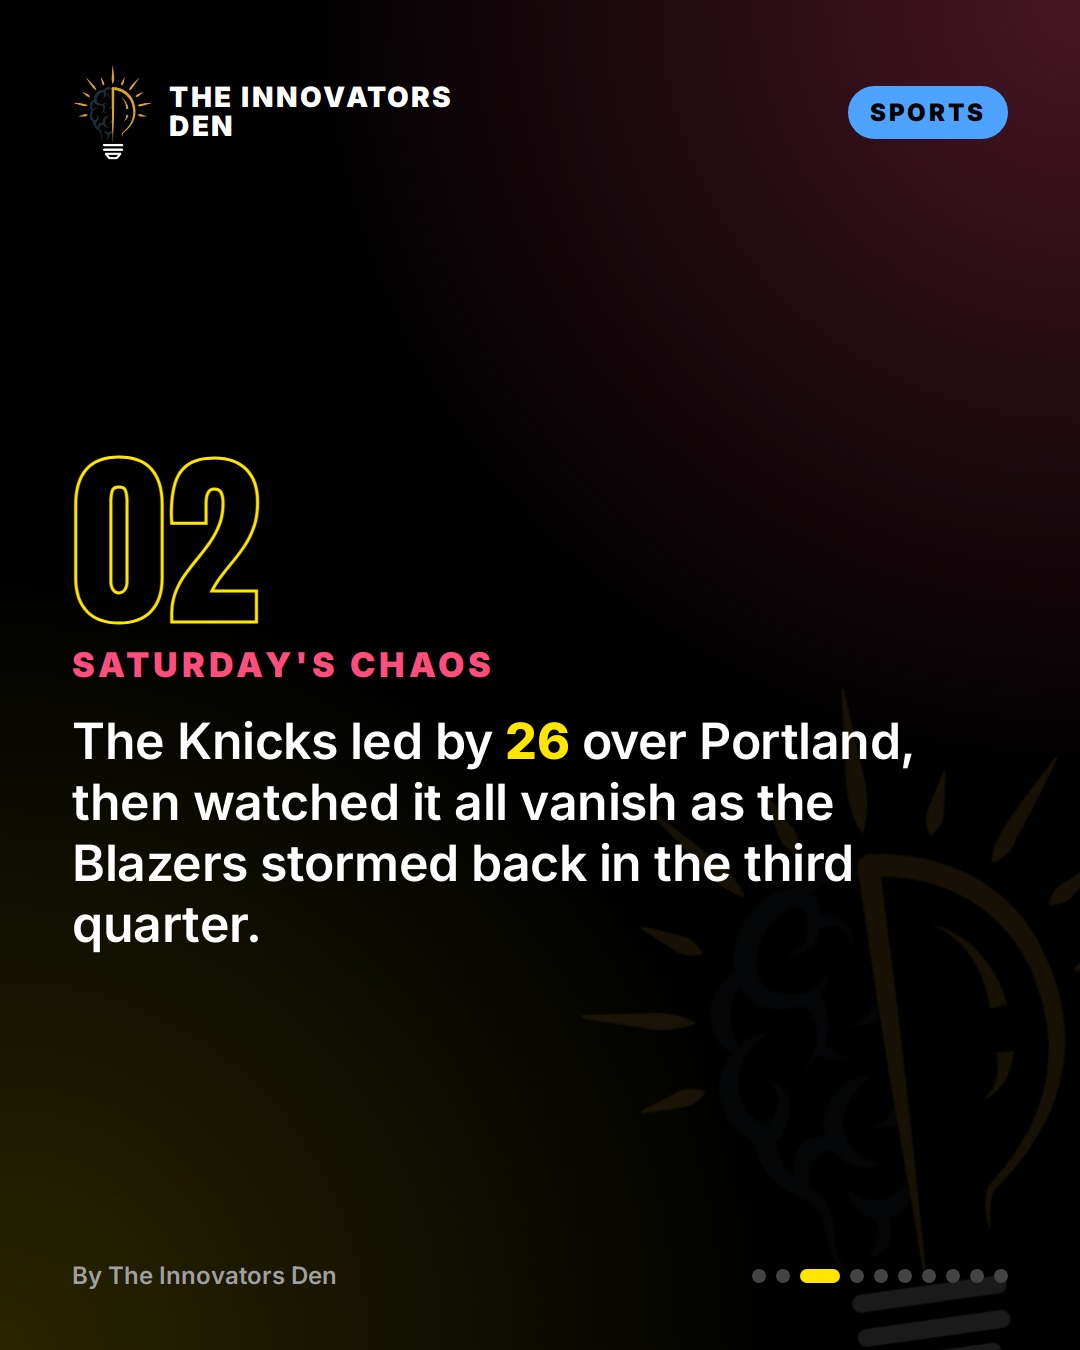 THE INNOVATORS
DEN
SPORTS
02
SATURDAY'S CHAOS
The Knicks led by 26 over Portland,
then watched it all vanish as the
Blazers stormed back in the third
quarter.
By The Innovators Den